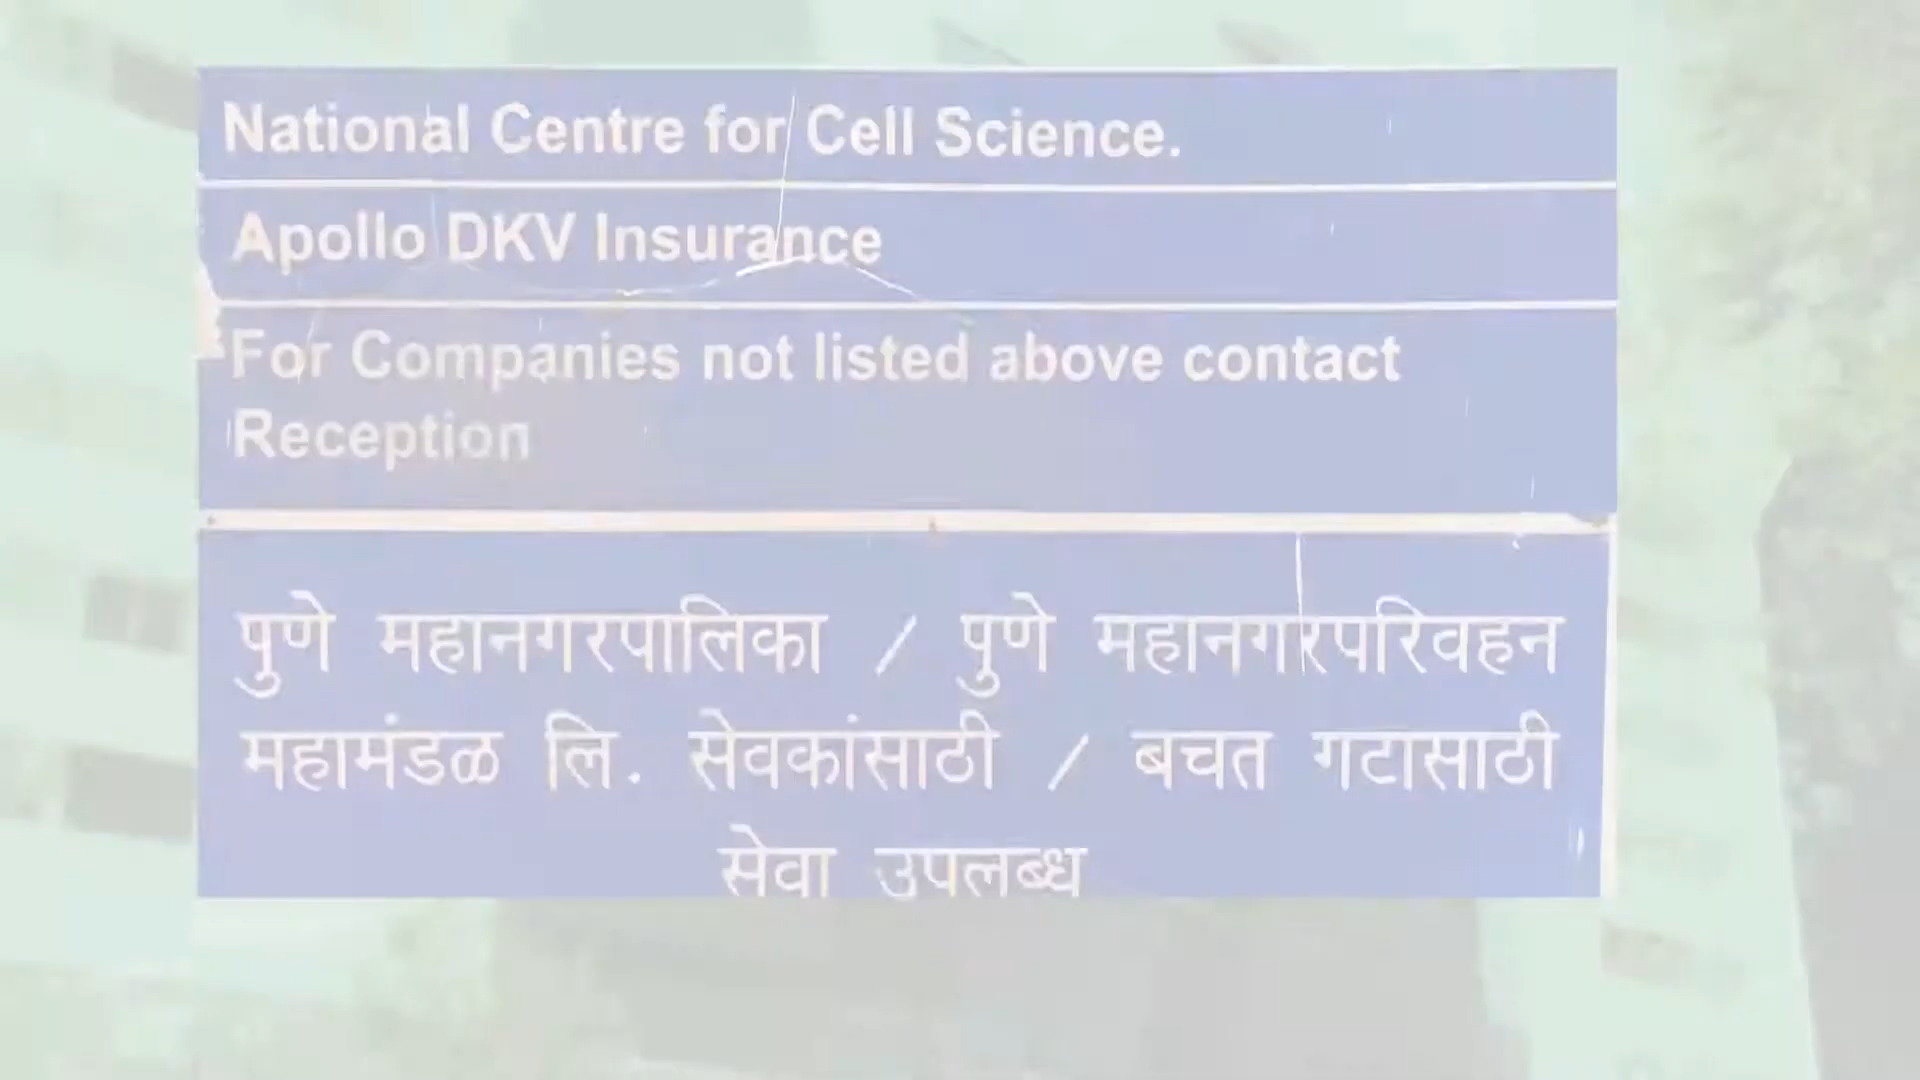 National Centre for Cell Science.
Apollo DKV Insurance
For Companies not listed above contact
Reception
पुणे महानगरपालिका / पुणे महानगरपरिवहन
महामंडळ लि. सेवकांसाठी / बचत गटासाठी
सेवा उपलब्ध